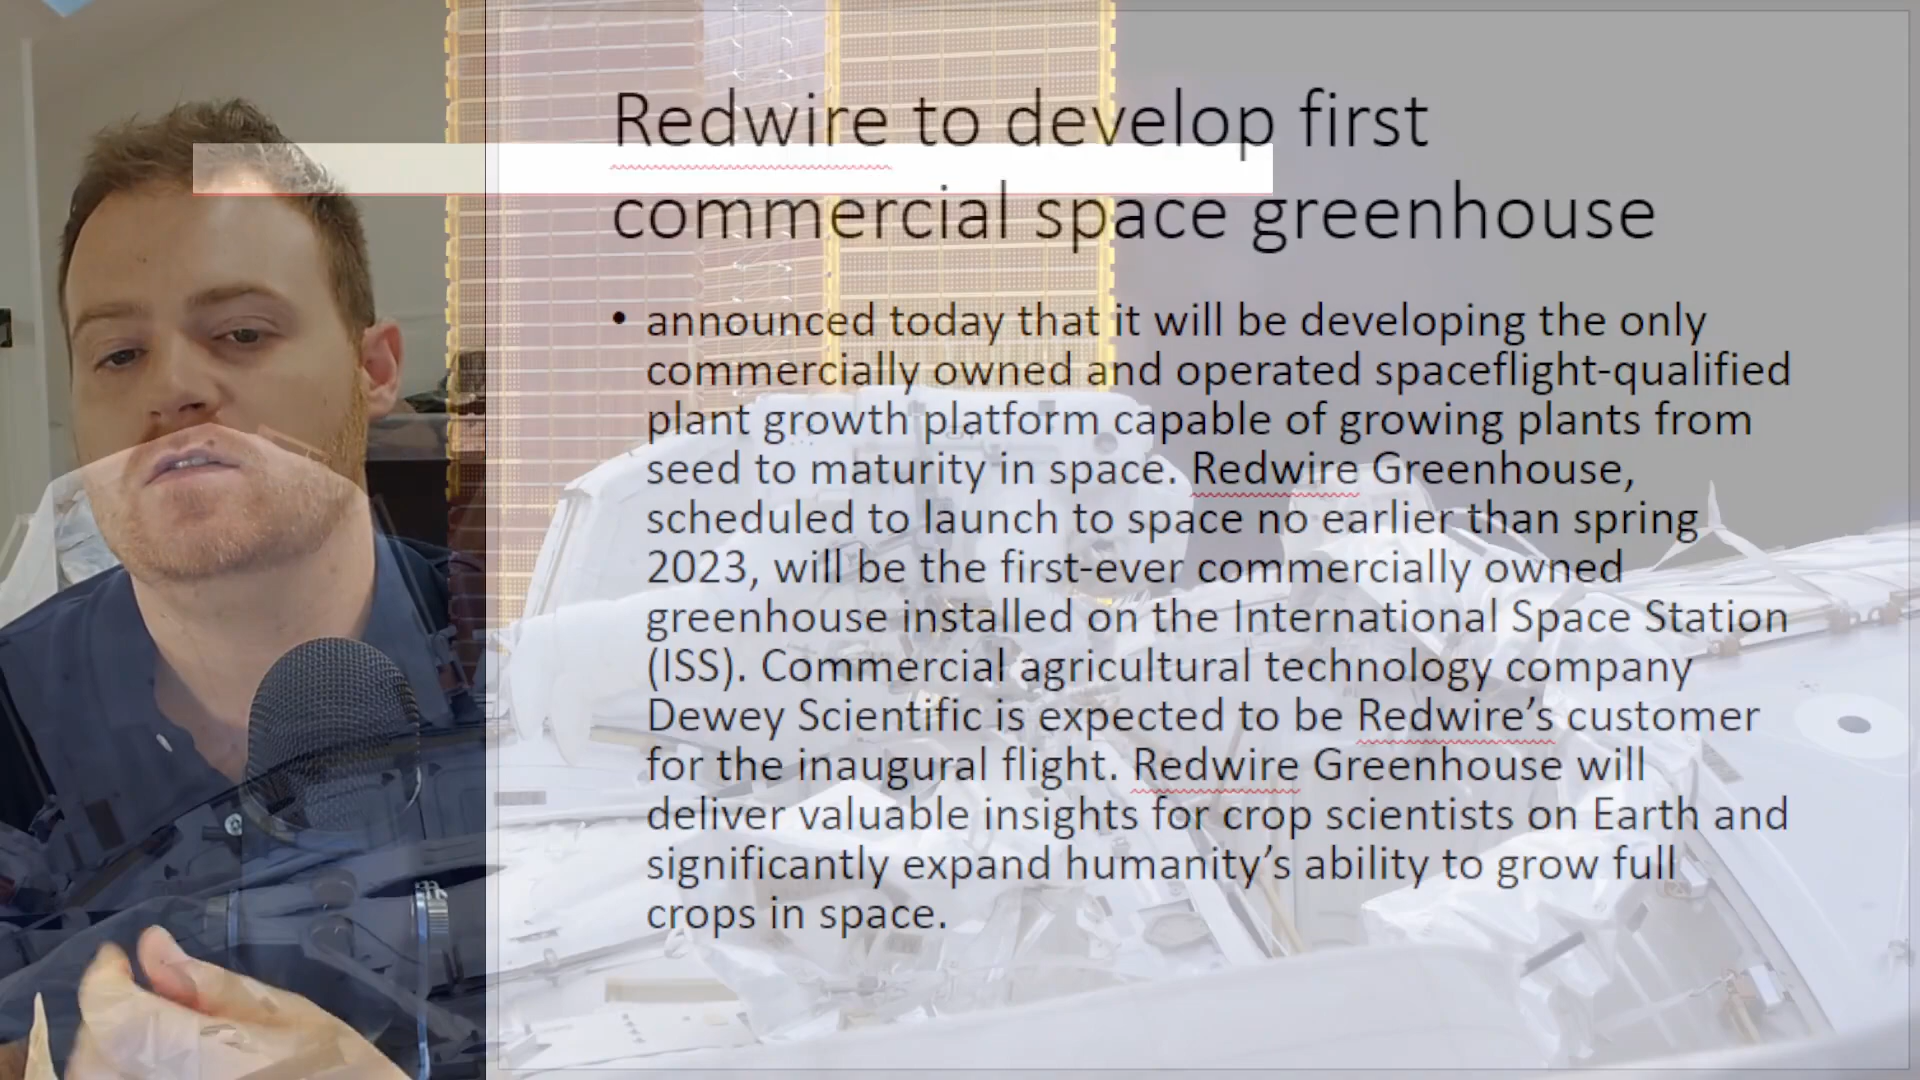 Redwire to develop first
commercial space greenhouse
• announced today that it will be developing the only
commercially owned and operated spaceflight-qualified
plant growth platform capable of growing plants from
seed to maturity in space. Redwire Greenhouse,
scheduled to launch to space no earlier than spring
2023, will be the first-ever commercially owned
greenhouse installed on the International Space Station
(ISS). Commercial agricultural technology company
Dewey Scientific is expected to be Redwire’s customer
for the inaugural flight. Redwire Greenhouse will
deliver valuable insights for crop scientists on Earth and
significantly expand humanity’s ability to grow full
crops in space.